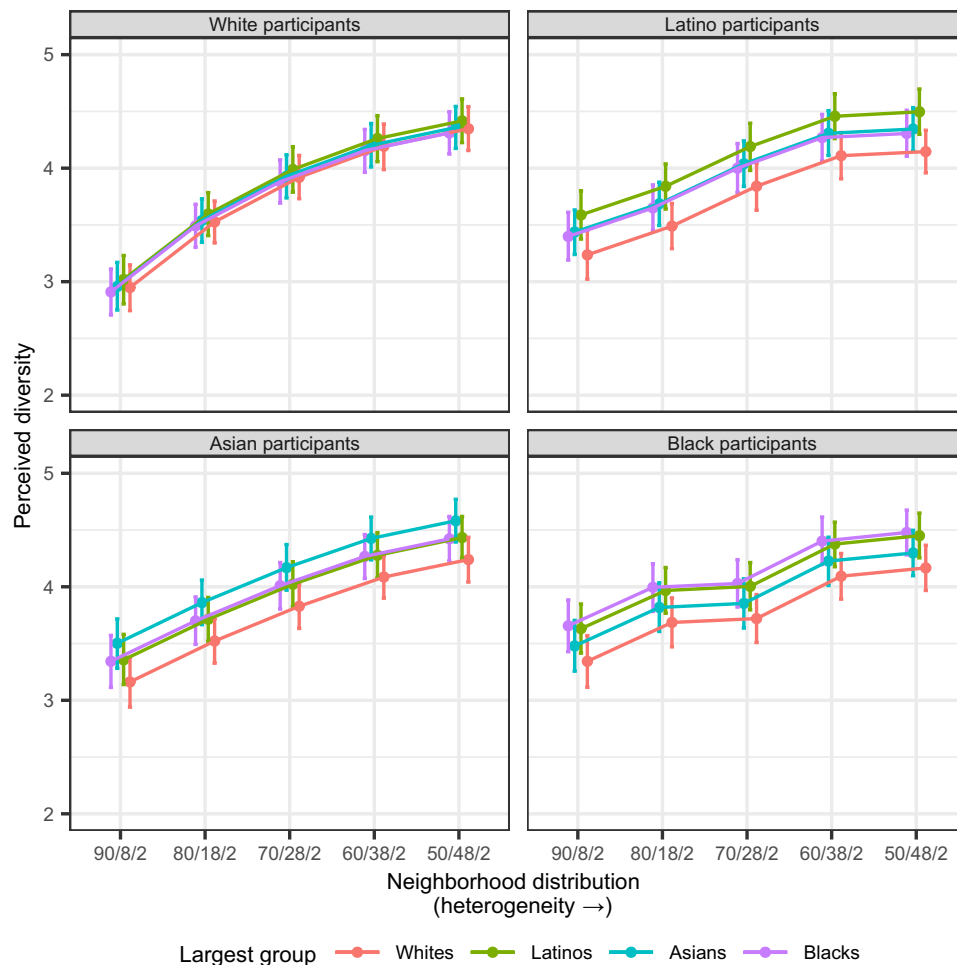 White participants
Latino participants
5
4
3
2
Asian participants
Black participants
5
4
3
2
Perceived diversity
90/8/2 80/18/2 70/28/2 60/38/2 50/48/2
90/8/2 80/18/2 70/28/2 60/38/2 50/48/2
Neighborhood distribution
(heterogeneity →)
Largest group Whites Latinos Asians Blacks